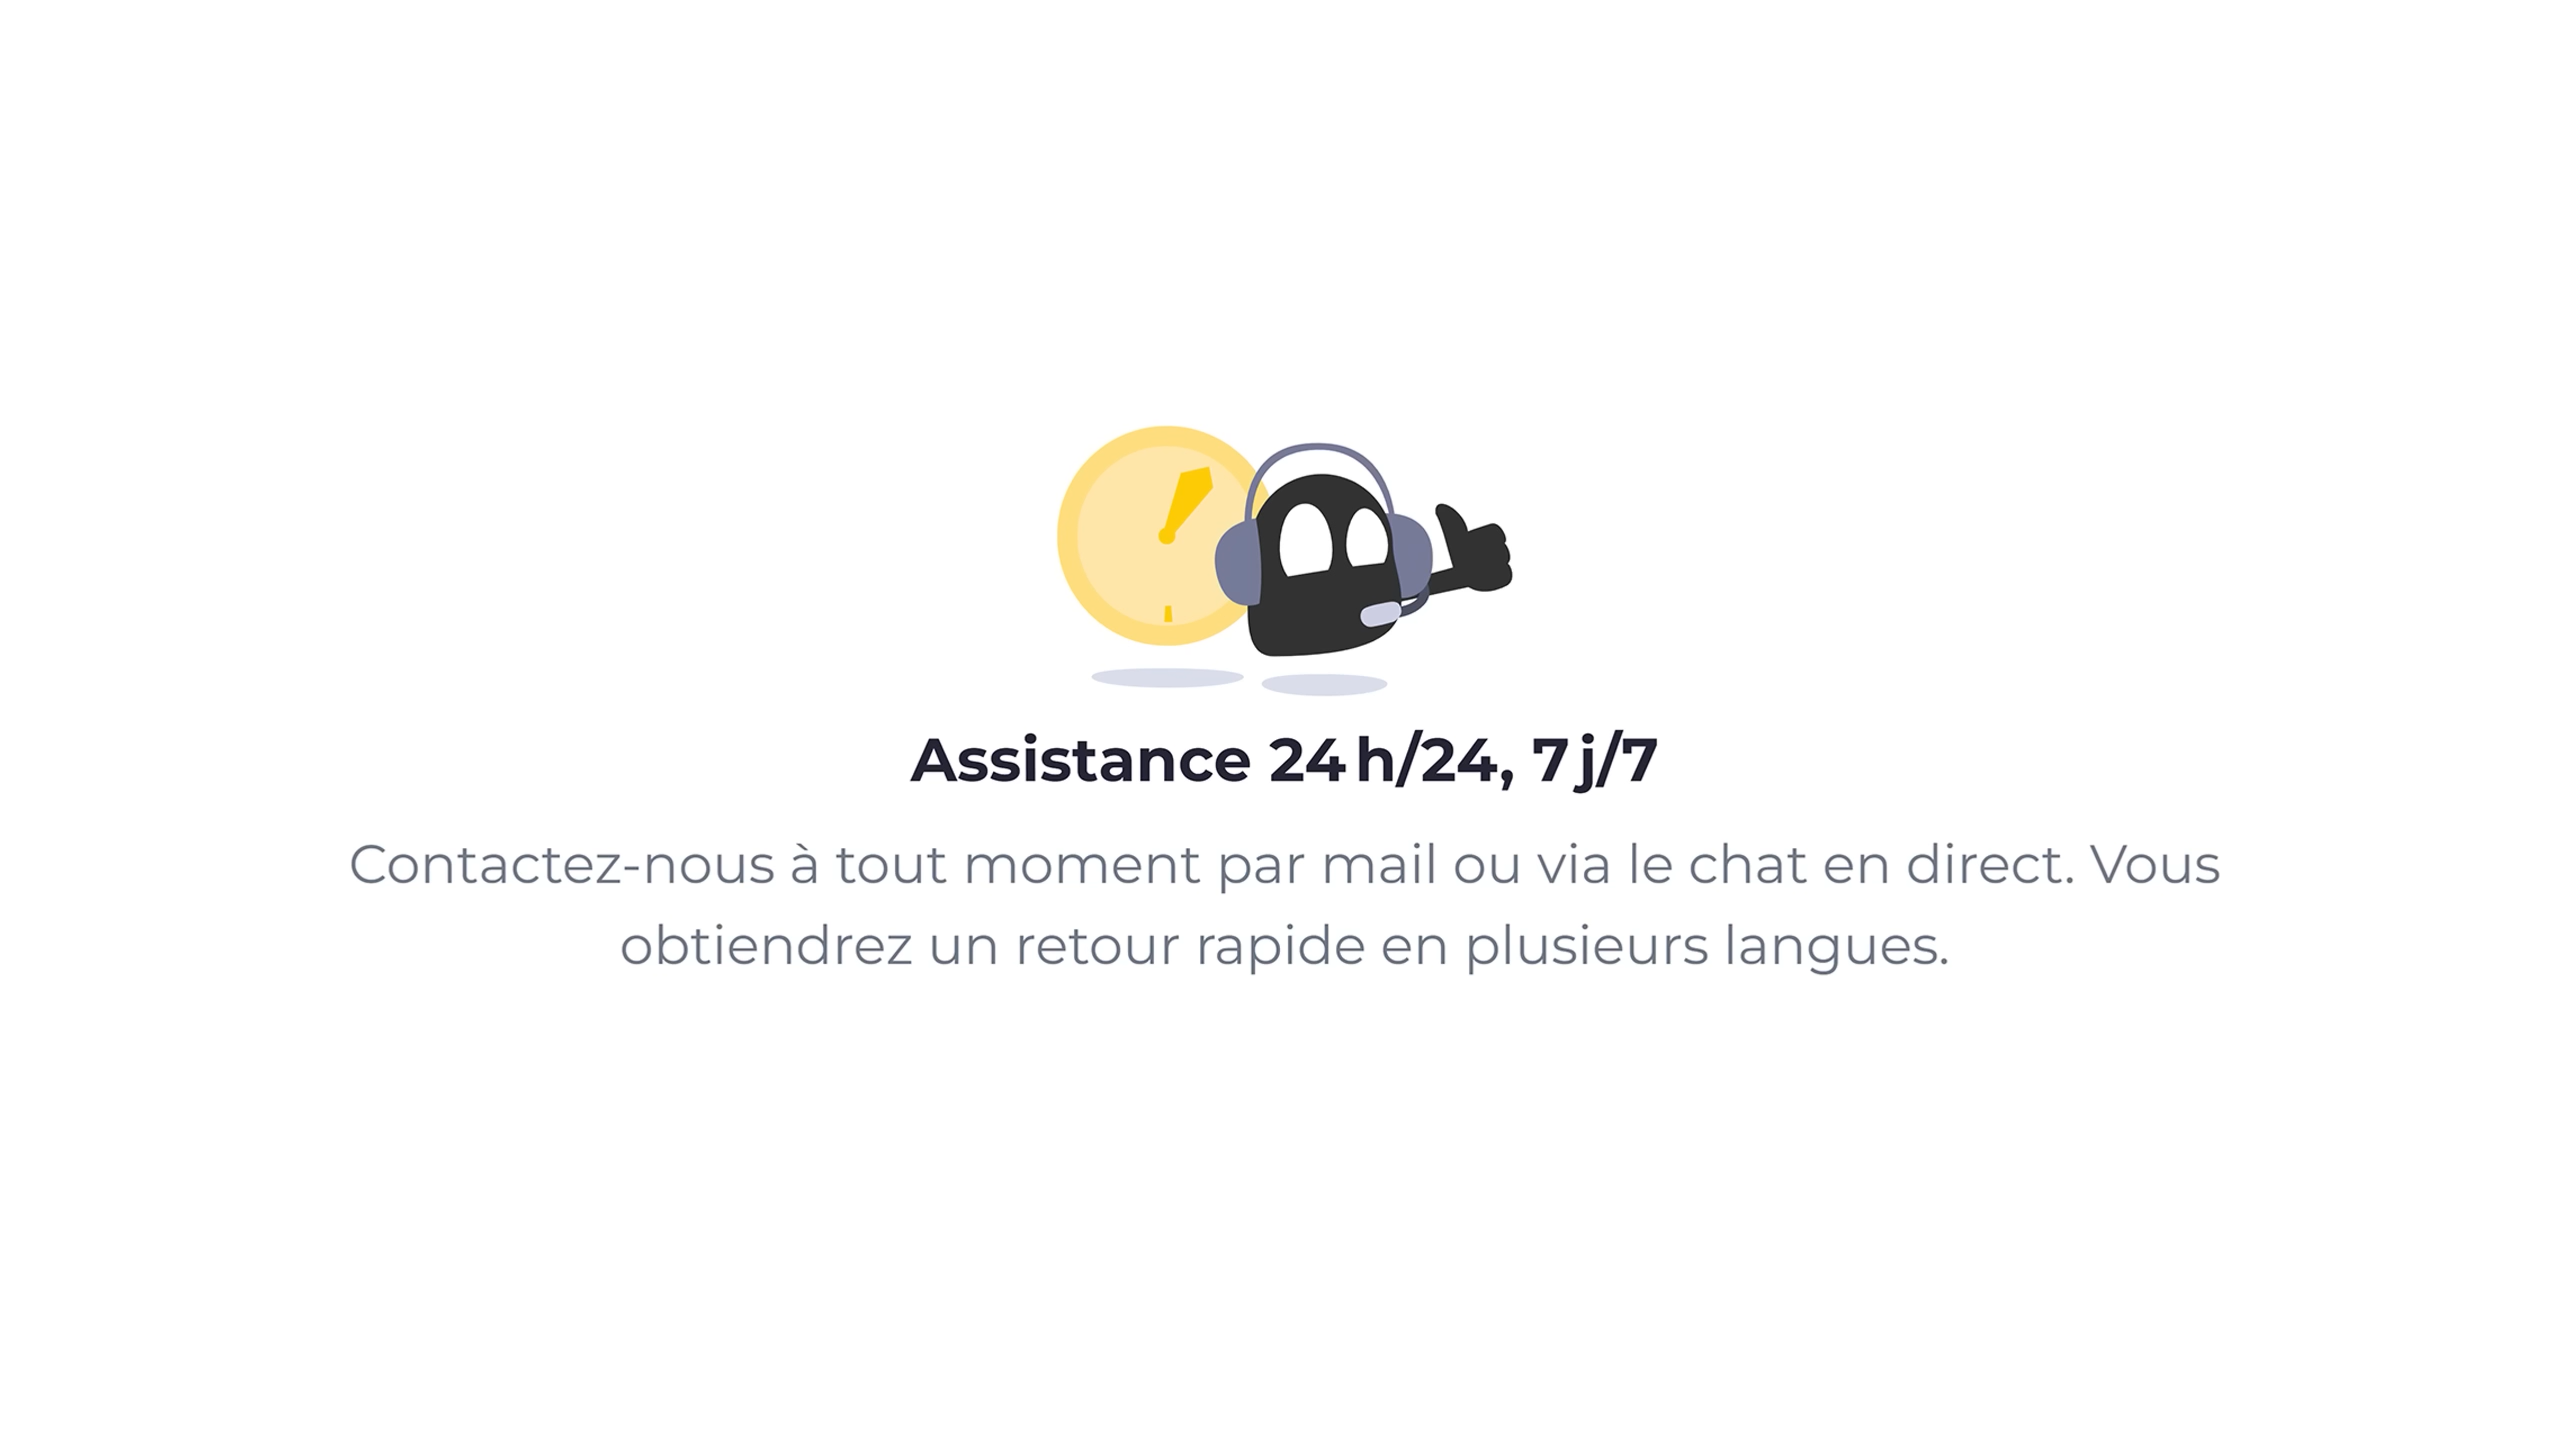 Assistance 24 h/24, 7 j/7
Contactez-nous à tout moment par mail ou via le chat en direct. Vous
obtiendrez un retour rapide en plusieurs langues.